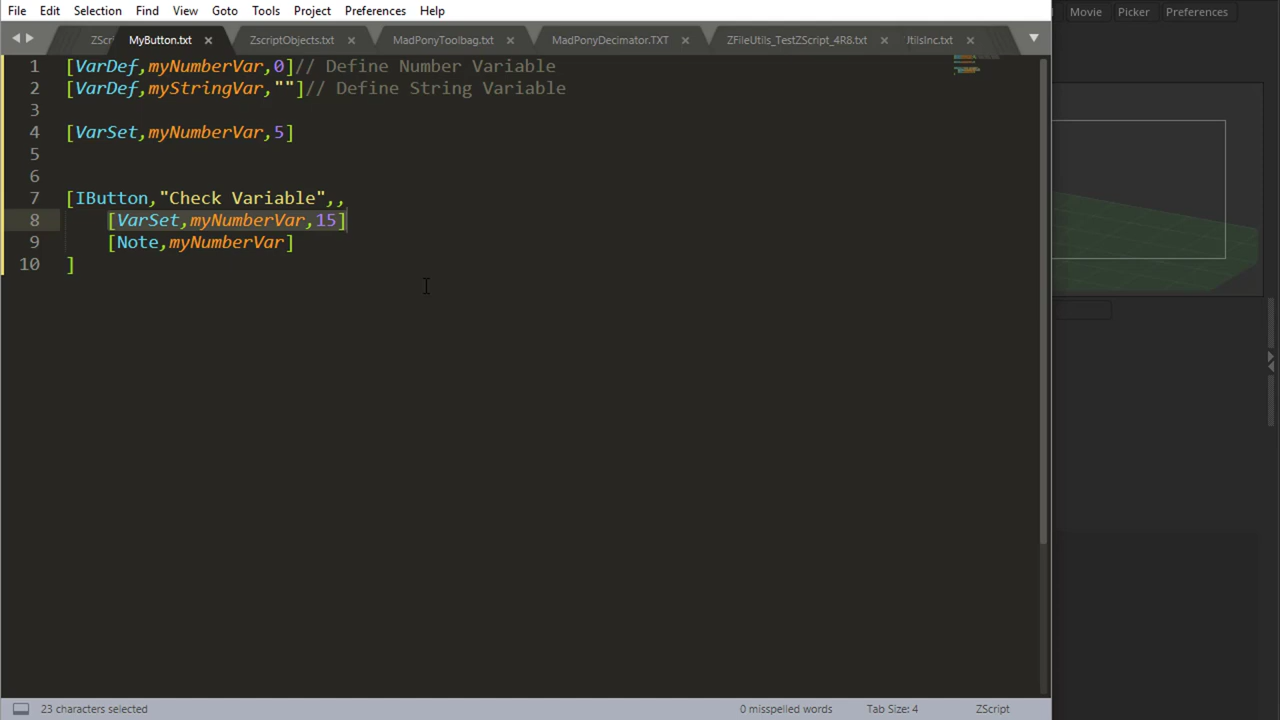 File Edit Selection Find View Goto Tools Project Preferences Help
Movie Picker Preferences
MyButton.txt ZscriptObjects.txt MadPonyToolbag.txt MadPonyDecimator.TXT ZFileUtils_TestZScript_4R8.txt
1 [VarDef,myNumberVar,0]// Define Number Variable
2 [VarDef,myStringVar,""]// Define String Variable
3
4 [VarSet,myNumberVar,5]
5
6
7 [IButton,"Check Variable",,
8 [VarSet,myNumberVar,15]
9 [Note,myNumberVar]
10 ]
23 characters selected 0 misspelled words Tab Size: 4 ZScript